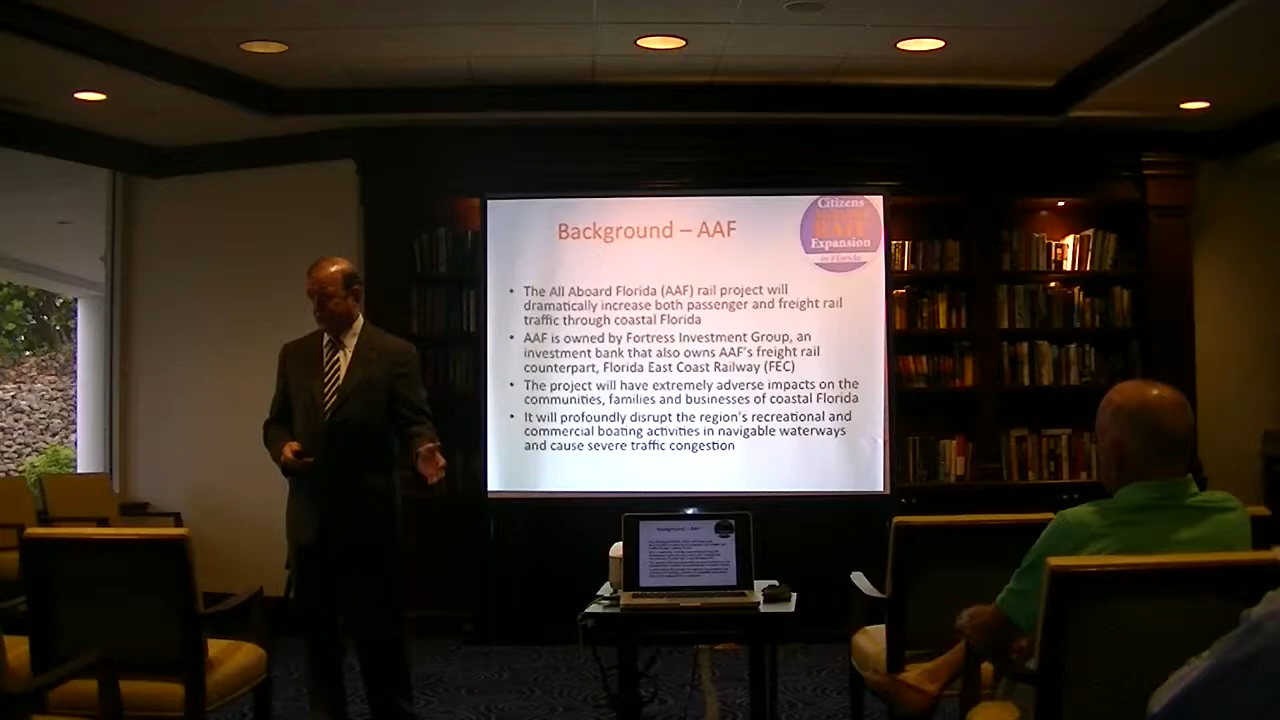 Background – AAF
Citizens
RAIL
Expansion
in Florida
• The All Aboard Florida (AAF) rail project will
dramatically increase both passenger and freight rail
traffic through coastal Florida
• AAF is owned by Fortress Investment Group, an
investment bank that also owns AAF's freight rail
counterpart, Florida East Coast Railway (FEC)
• The project will have extremely adverse impacts on the
communities, families and businesses of coastal Florida
• It will profoundly disrupt the region's recreational and
commercial boating activities in navigable waterways
and cause severe traffic congestion
Background - AAF